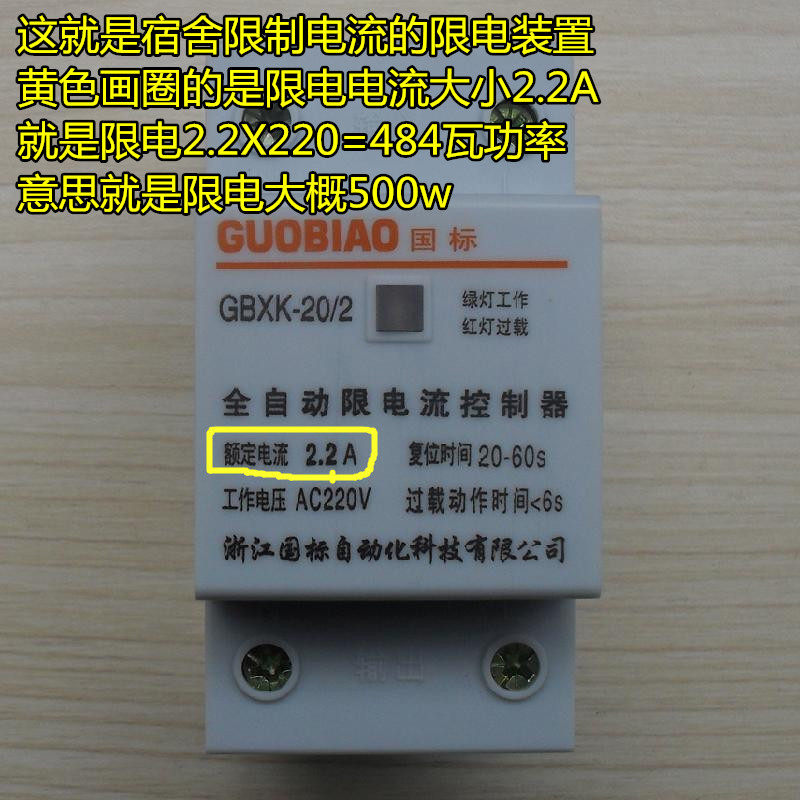 这就是宿舍限制电流的限电装置
黄色画圈的是限电电流大小2.2A
就是限电2.2X220=484瓦功率
意思就是限电大概500w
GUOBIAO 国标
GBXK-20/2
绿灯工作
红灯过载
全自动限电流控制器
额定电流 2.2A 复位时间 20-60s
工作电压 AC220V 过载动作时间<6s
浙江国标自动化科技有限公司
输出